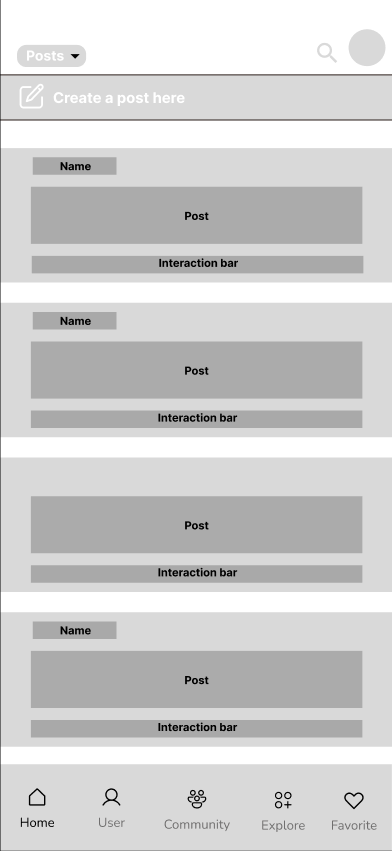 Posts
Create a post here
Name
Post
Interaction bar
Name
Post
Interaction bar
Post
Interaction bar
Name
Post
Interaction bar
Home User Community Explore Favorite